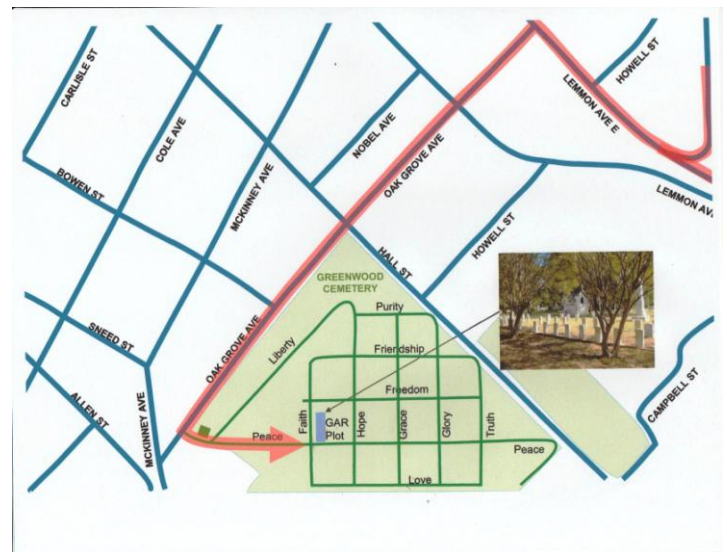 CARLISLE ST
COLE AVE
BOWEN ST
MCKINNEY AVE
NOBEL AVE
OAK GROVE AVE
LEMMON AVE E
HOWELL ST
LEMMON AV
HOWELL ST
HALL ST
GREENWOOD
CEMETERY
SNEED ST
ALLEN ST
MCKINNEY AVE
OAK GROVE AVE
Liberty
Purity
Friendship
Freedom
Faith
GAR
Plot
Hope
Grace
Glory
Truth
Peace
Peace
Love
CAMPBELL ST